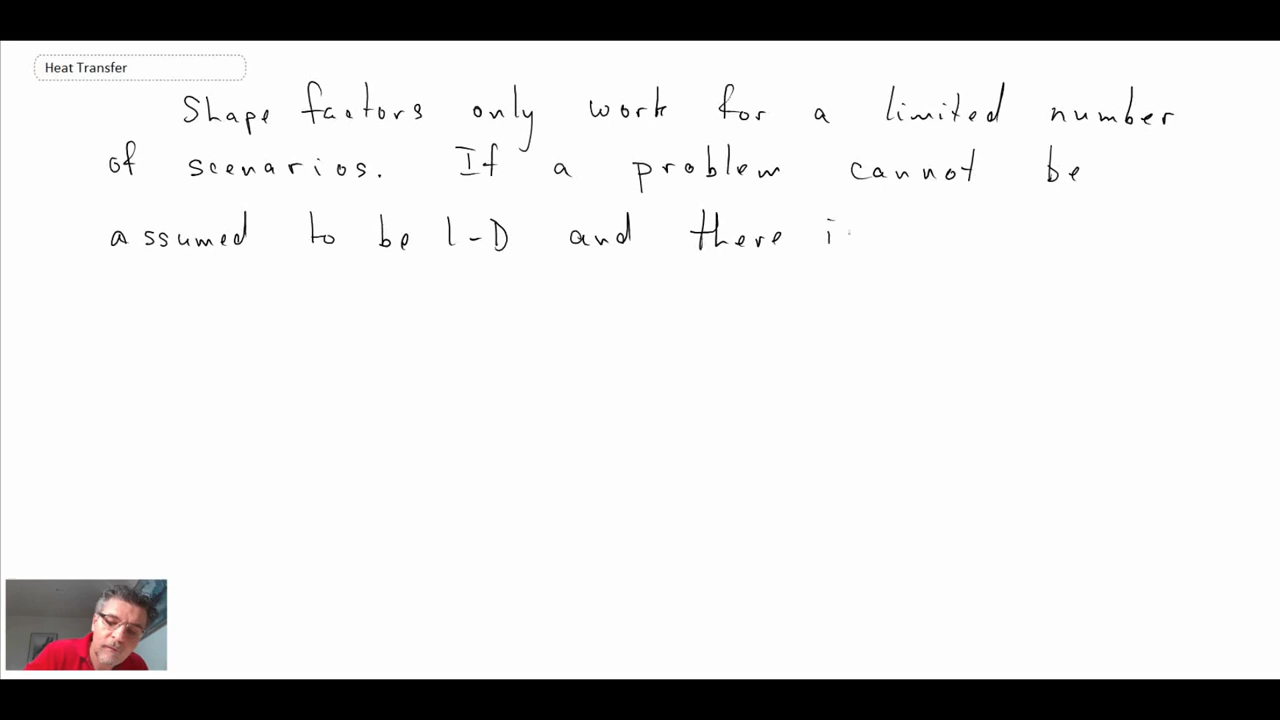 Heat Transfer
Shape factors only work for a limited number
of scenarios. If a problem cannot be
assumed to be 1-D and there i